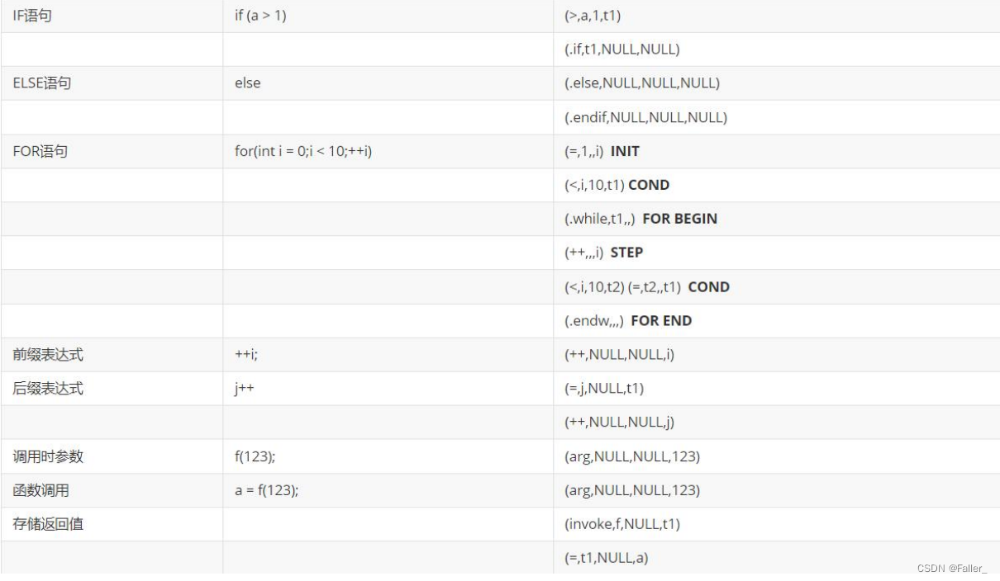 IF语句 if (a > 1) (>,a,1,t1)
(.if,t1,NULL,NULL)
ELSE语句 else (.else,NULL,NULL,NULL)
(.endif,NULL,NULL,NULL)
FOR语句 for(int i = 0;i < 10;++i) (=,1,,i) INIT
(<,i,10,t1) COND
(.while,t1,,) FOR BEGIN
(++,,,i) STEP
(<,i,10,t2) (=,t2,,t1) COND
(.endw,,,) FOR END
前缀表达式 ++i; (++,NULL,NULL,i)
后缀表达式 j++ (=,j,NULL,t1)
(++,NULL,NULL,j)
调用时参数 f(123); (arg,NULL,NULL,123)
函数调用 a = f(123); (arg,NULL,NULL,123)
存储返回值 (invoke,f,NULL,t1)
(=,t1,NULL,a)
CSDN @Faller_